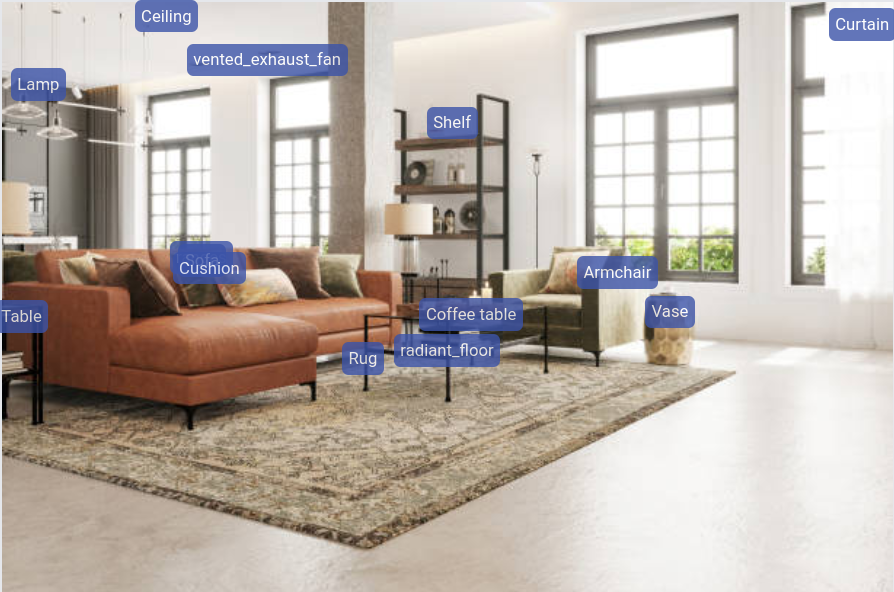 Ceiling
Curtain
vented_exhaust_fan
Lamp
Shelf
Sofa
Cushion
Armchair
Table
Coffee table
Vase
Rug
radiant_floor